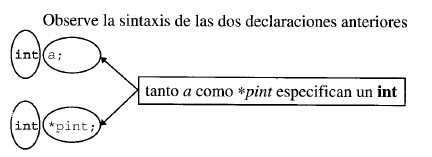 Observe la sintaxis de las dos declaraciones anteriores
int a;
tanto a como *pint especifican un int
int *pint;